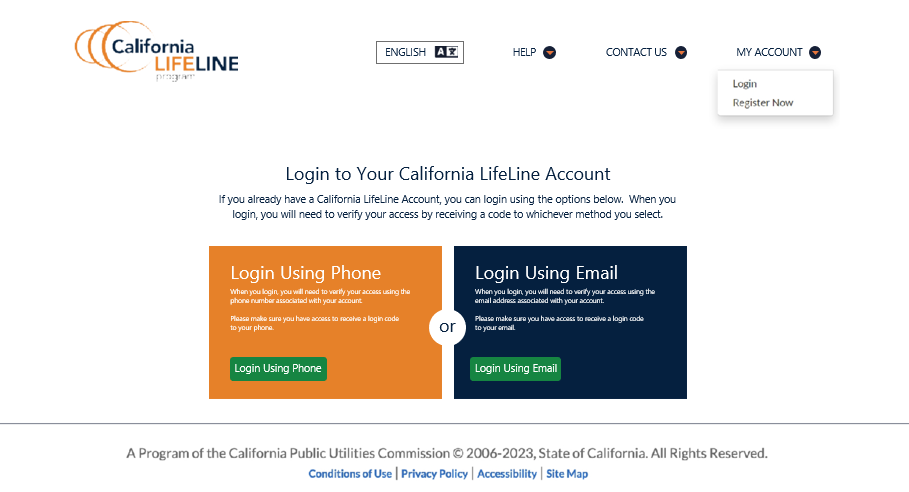 California
LIFELINE
program
ENGLISH A
HELP
CONTACT US
MY ACCOUNT
Login
Register Now
Login to Your California LifeLine Account
If you already have a California LifeLine Account, you can login using the options below. When you
login, you will need to verify your access by receiving a code to whichever method you select.
Login Using Phone
When you login, you will need to verify your access using the
phone number associated with your account.
Please make sure you have access to receive a login code
to your phone.
Login Using Phone
or
Login Using Email
When you login, you will need to verify your access using the
email address associated with your account.
Please make sure you have access to receive a login code
to your email.
Login Using Email
A Program of the California Public Utilities Commission © 2006-2023, State of California. All Rights Reserved.
Conditions of Use | Privacy Policy | Accessibility | Site Map